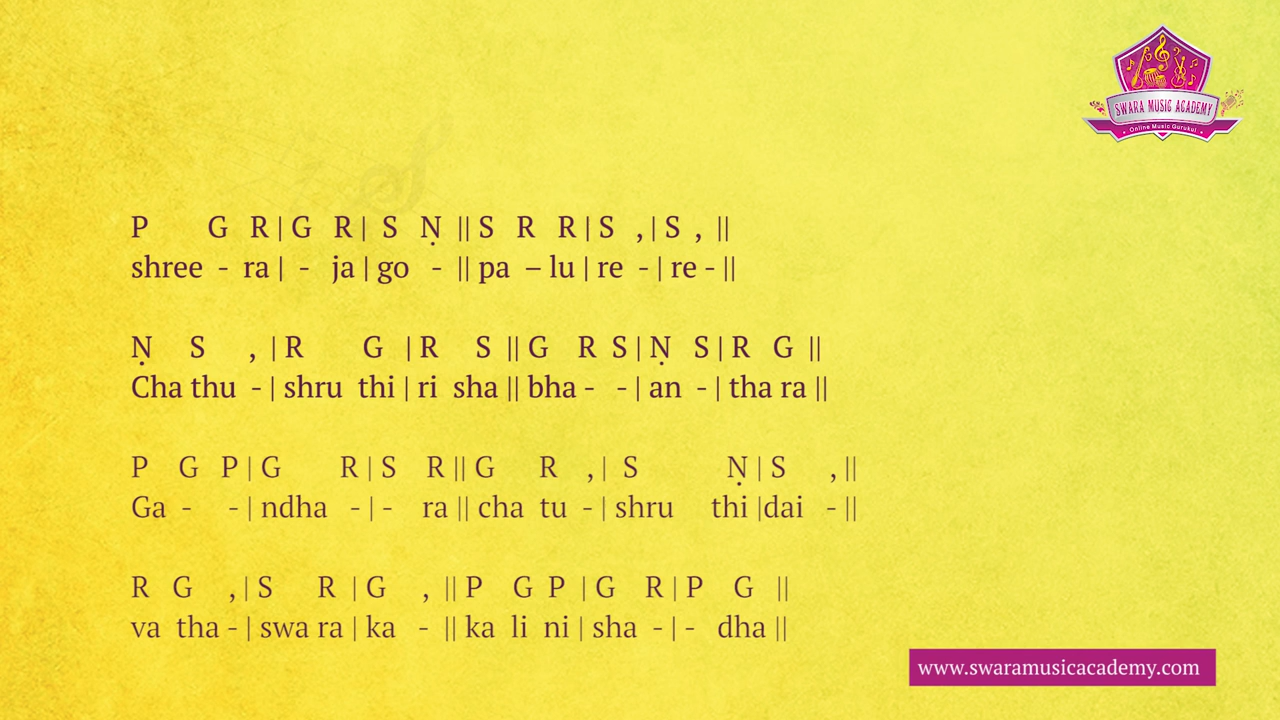 SWARA MUSIC ACADEMY
• Online Music Gurukul •
P G R | G R | S Ṇ || S R R | S , | S , ||
shree - ra | - ja | go - || pa – lu | re - | re - ||
Ṇ S , | R G | R S || G R S | Ṇ S | R G ||
Cha thu - | shru thi | ri sha || bha - - | an - | tha ra ||
P G P | G R | S R || G R , | S Ṇ | S , ||
Ga - - | ndha - | - ra || cha tu - | shru thi | dai - ||
R G , | S R | G , || P G P | G R | P G ||
va tha - | swa ra | ka - || ka li ni | sha - | - dha ||
www.swaramusicacademy.com